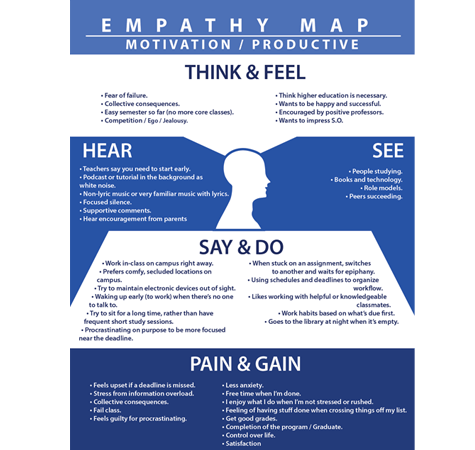 EMPATHY MAP
MOTIVATION / PRODUCTIVE
THINK & FEEL
• Fear of failure.
• Collective consequences.
• Easy semester so far (no more core classes).
• Competition / Ego / Jealousy.
• Think higher education is necessary.
• Wants to be happy and successful.
• Encouraged by positive professors.
• Wants to impress S.O.
HEAR
• Teachers say you need to start early.
• Podcast or tutorial in the background as
white noise.
• Non-lyric music or very familiar music with lyrics.
• Focused silence.
• Supportive comments.
• Hear encouragement from parents
SEE
• People studying.
• Books and technology.
• Role models.
• Peers succeeding.
SAY & DO
• Work in-class on campus right away.
• Prefers comfy, secluded locations on
campus.
• Try to maintain electronic devices out of sight.
• Waking up early (to work) when there's no one
to talk to.
• Try to sit for a long time, rather than have
frequent short study sessions.
• Procrastinating on purpose to be more focused
near the deadline.
• When stuck on an assignment, switches
to another and waits for epiphany.
• Using schedules and deadlines to organize
workflow.
• Likes working with helpful or knowledgeable
classmates.
• Work habits based on what's due first.
• Goes to the library at night when it's empty.
PAIN & GAIN
• Feels upset if a deadline is missed.
• Stress from information overload.
• Collective consequences.
• Fail class.
• Feels guilty for procrastinating.
• Less anxiety.
• Free time when I'm done.
• I enjoy what I do when I'm not stressed or rushed.
• Feeling of having stuff done when crossing things off my list.
• Get good grades.
• Completion of the program / Graduate.
• Control over life.
• Satisfaction